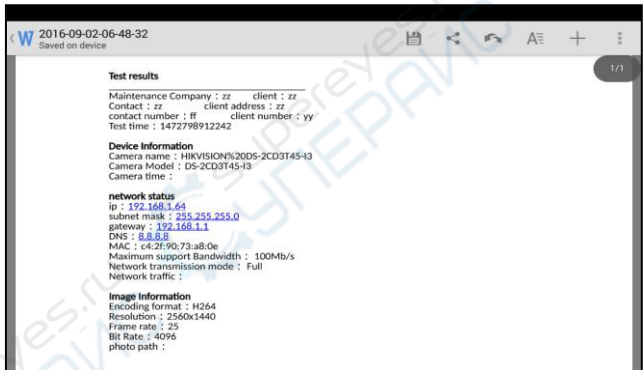 2016-09-02-06-48-32
Saved on device
1/1
Test results
Maintenance Company : zz client : zz
Contact : zz client address : zz
contact number : ff client number : yy
Test time : 1472798912242
Device Information
Camera name : HIKVISION%20DS-2CD3T45-I3
Camera Model : DS-2CD3T45-I3
Camera time :
network status
ip : 192.168.1.64
subnet mask : 255.255.255.0
gateway : 192.168.1.1
DNS : 8.8.8.8
MAC : c4:2f:90:73:a8:0e
Maximum support Bandwidth : 100Mb/s
Network transmission mode : Full
Network traffic :
Image Information
Encoding format : H264
Resolution : 2560x1440
Frame rate : 25
Bit Rate : 4096
photo path :
supereyes.ru
СУПЕРАЙС